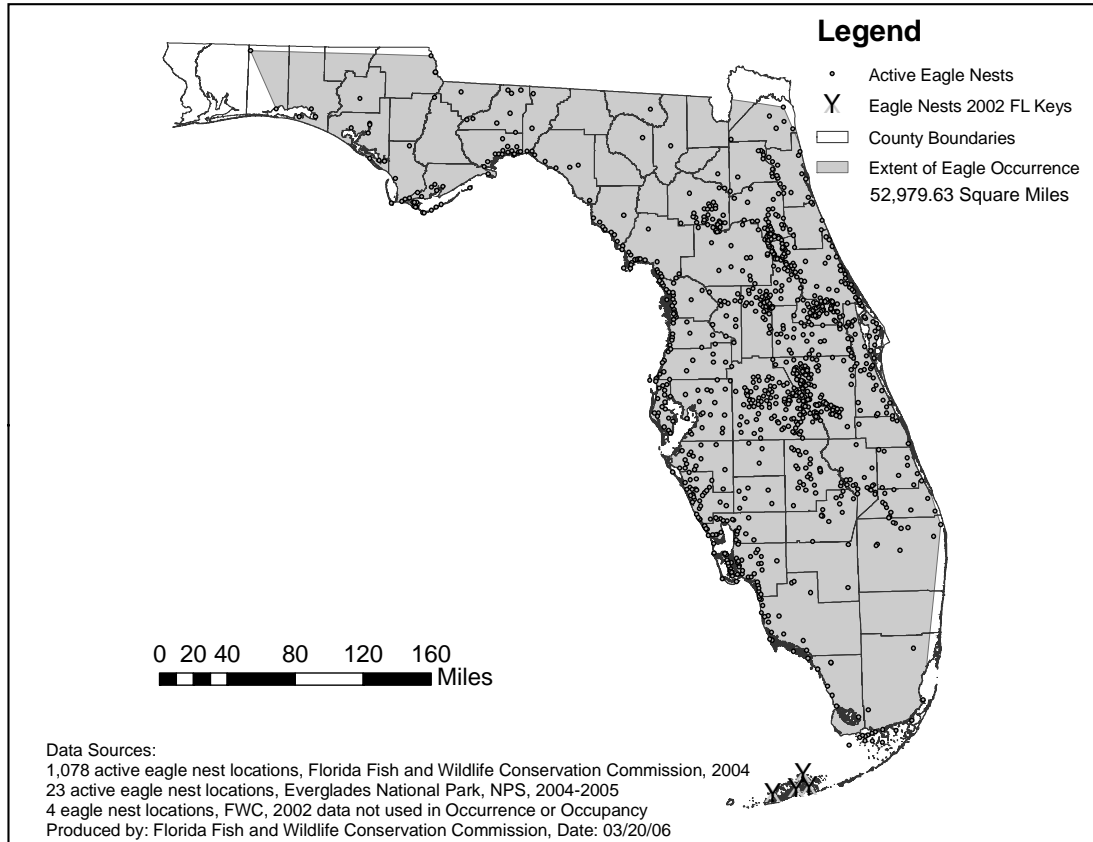 Legend
Active Eagle Nests
Y Eagle Nests 2002 FL Keys
County Boundaries
Extent of Eagle Occurrence
52,979.63 Square Miles
0 20 40 80 120 160
Miles
Y
Y Y Y
Data Sources:
1,078 active eagle nest locations, Florida Fish and Wildlife Conservation Commission, 2004
23 active eagle nest locations, Everglades National Park, NPS, 2004-2005
4 eagle nest locations, FWC, 2002 data not used in Occurrence or Occupancy
Produced by: Florida Fish and Wildlife Conservation Commission, Date: 03/20/06